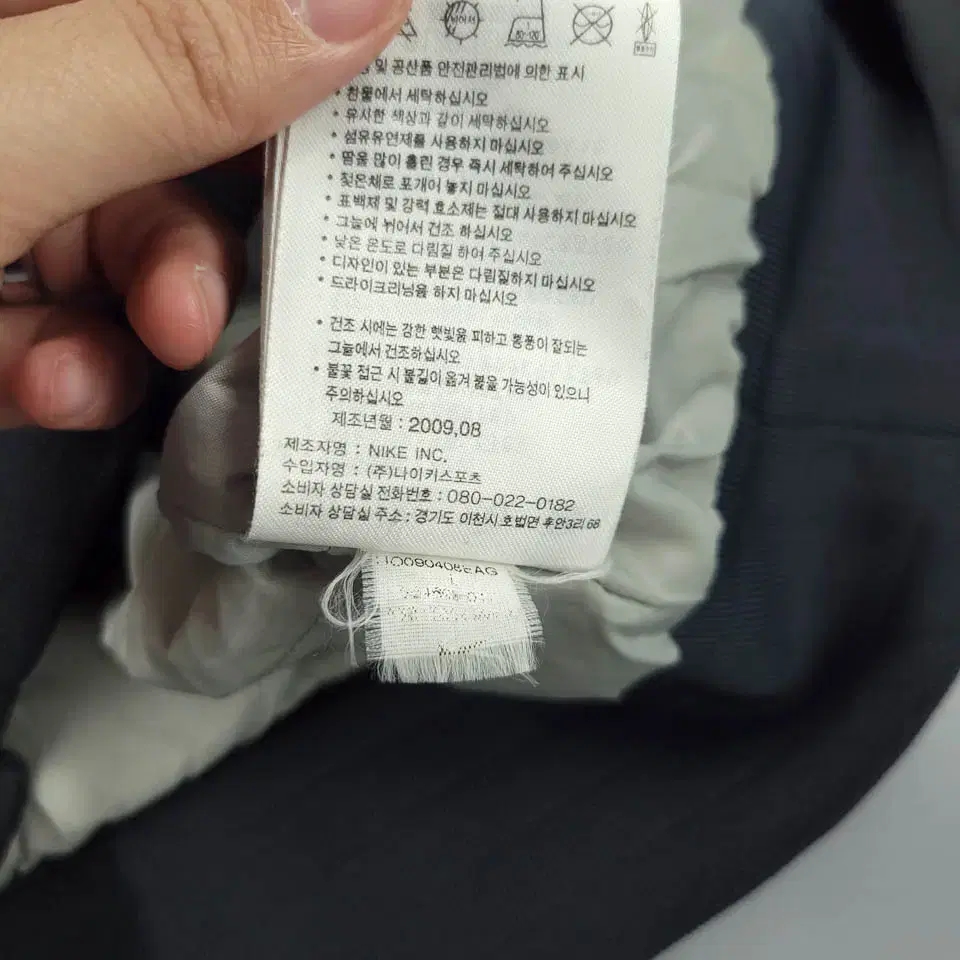 뉘어서
80~120
및 공산품 안전관리법에 의한 표시
• 찬물에서 세탁하십시오
• 유사한 색상과 같이 세탁하십시오
• 섬유유연제를 사용하지 마십시오
• 땀을 많이 흘린 경우 즉시 세탁하여 주십시오
• 젖은채로 포개어 놓지 마십시오
• 표백제 및 강력 효소제는 절대 사용하지 마십시오
• 그늘에 뉘어서 건조 하십시오
• 낮은 온도로 다림질 하여 주십시오
• 디자인이 있는 부분은 다림질하지 마십시오
• 드라이크리닝을 하지 마십시오
• 건조 시에는 강한 햇빛을 피하고 통풍이 잘되는
그늘에서 건조하십시오
• 불꽃 접근 시 불길이 옮겨 붙을 가능성이 있으니
주의하십시오
제조년월 : 2009.08
제조자명 : NIKE INC.
수입자명 : (주)나이키스포츠
소비자 상담실 전화번호 : 080-022-0182
소비자 상담실 주소 : 경기도 이천시 호법면 후안3리 68
L